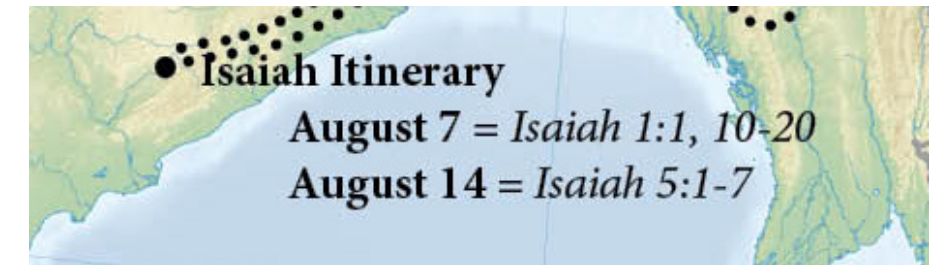 Isaiah Itinerary
August 7 = Isaiah 1:1, 10-20
August 14 = Isaiah 5:1-7